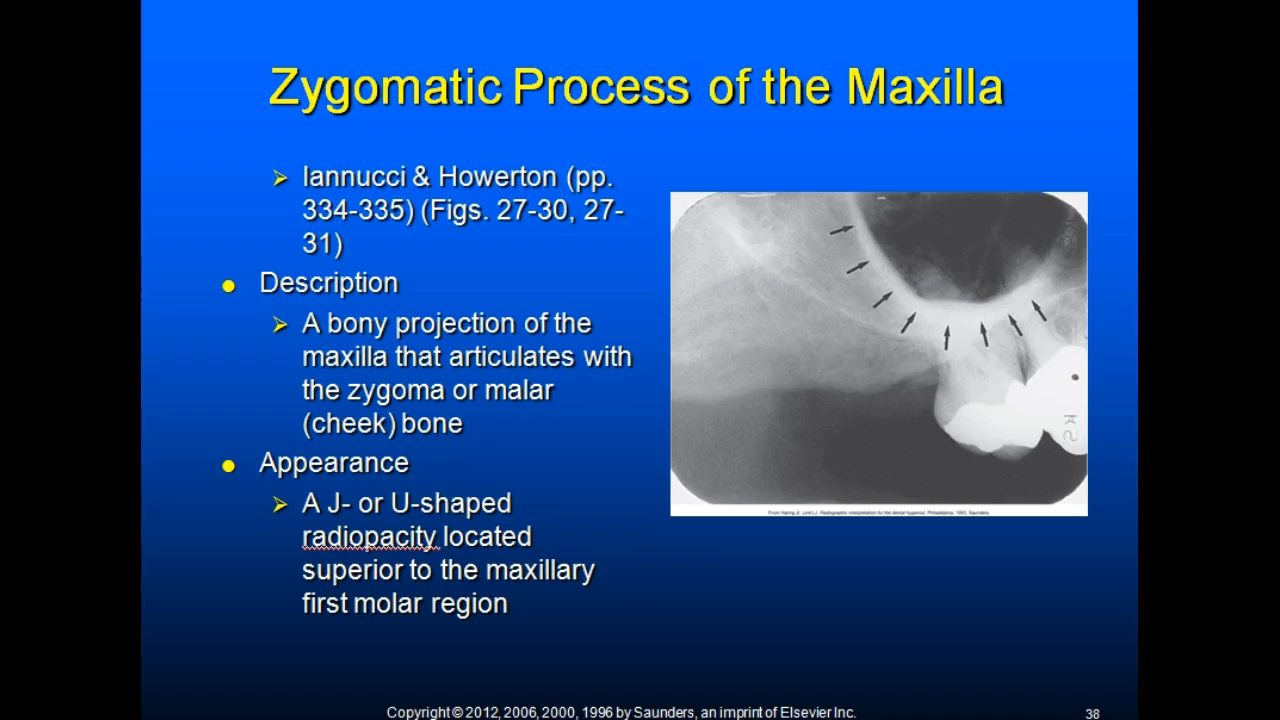 Zygomatic Process of the Maxilla
Iannucci & Howerton (pp.
334-335) (Figs. 27-30, 27-
31)
Description
A bony projection of the
maxilla that articulates with
the zygoma or malar
(cheek) bone
Appearance
A J- or U-shaped
radiopacity located
superior to the maxillary
first molar region
From Haring JI, Lind LJ: Radiographic interpretation for the dental hygienist, Philadelphia, 1993, Saunders.
Copyright © 2012, 2006, 2000, 1996 by Saunders, an imprint of Elsevier Inc.
38